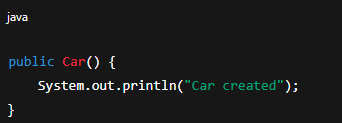 java
public Car() {
    System.out.println("Car created");
}